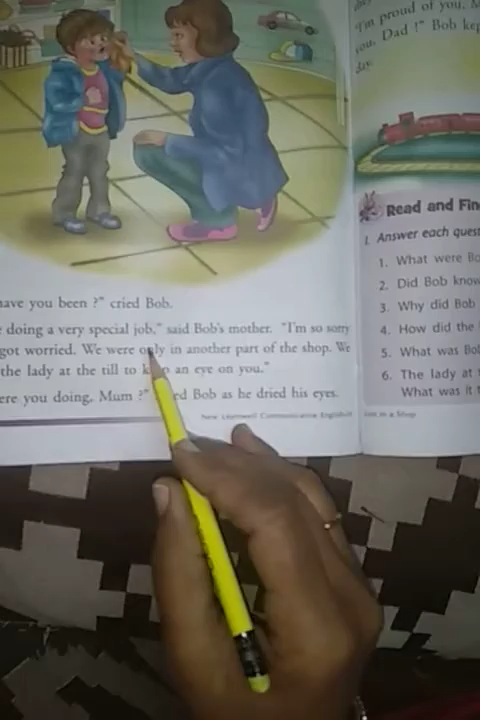 have you been ?" cried Bob.
doing a very special job," said Bob's mother. "I'm so sorry
got worried. We were only in another part of the shop. We
the lady at the till to an eye on you."
ere you doing, Mum ?" ed Bob as he dried his eyes.
New Learnwell Communicative English-
"I'm proud of you, M
you, Dad !" Bob kep
day.
Read and Fin
I. Answer each quest
1. What were Bo
2. Did Bob know
3. Why did Bob
4. How did the
5. What was Bob
6. The lady at
What was it t
Lost in a Shop